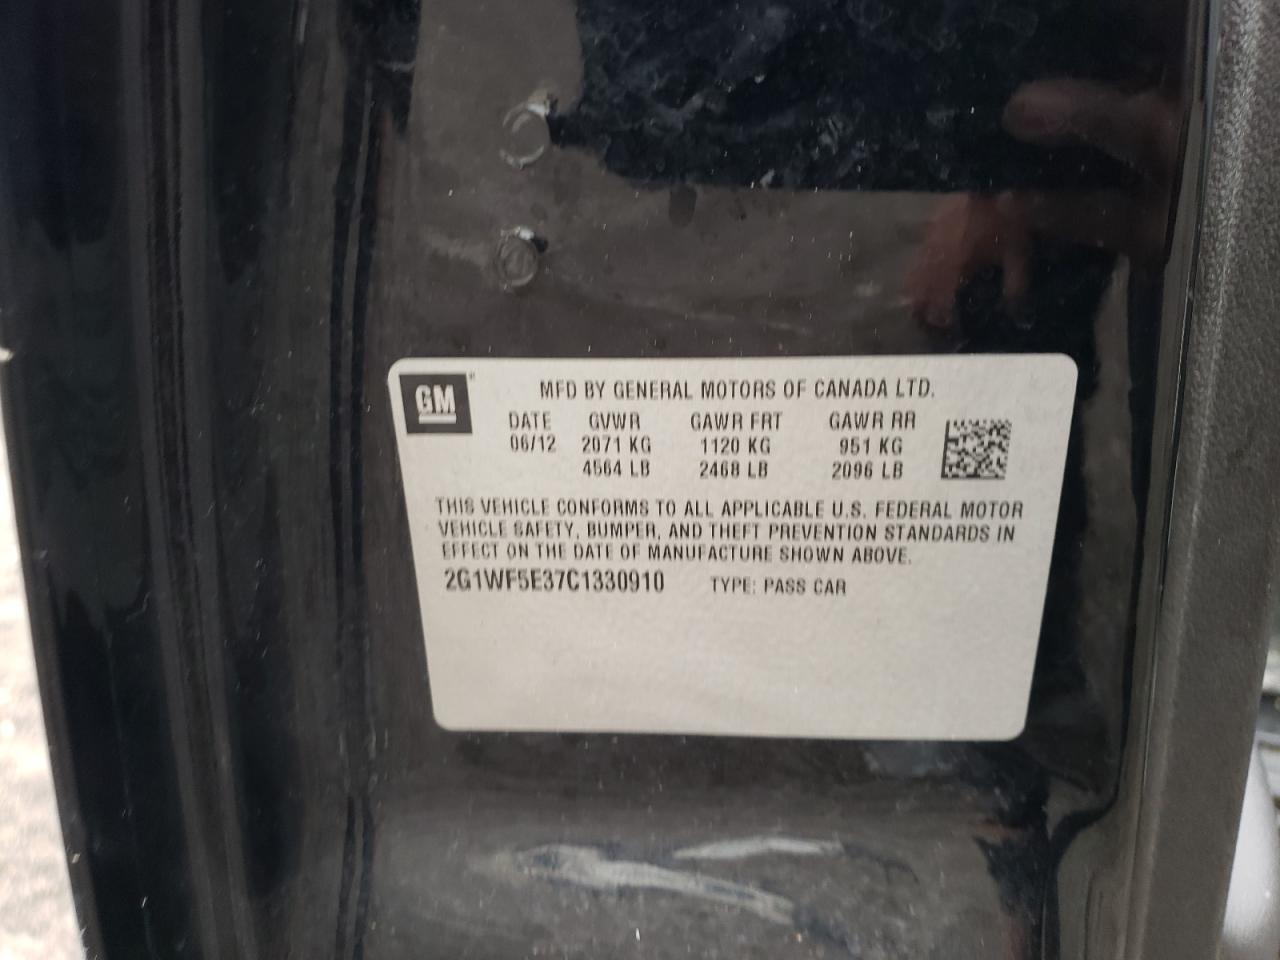 GM
MFD BY GENERAL MOTORS OF CANADA LTD.
DATE GVWR GAWR FRT GAWR RR
06/12 2071 KG 1120 KG 951 KG
4564 LB 2468 LB 2096 LB
THIS VEHICLE CONFORMS TO ALL APPLICABLE U.S. FEDERAL MOTOR
VEHICLE SAFETY, BUMPER, AND THEFT PREVENTION STANDARDS IN
EFFECT ON THE DATE OF MANUFACTURE SHOWN ABOVE.
2G1WF5E37C1330910 TYPE: PASS CAR